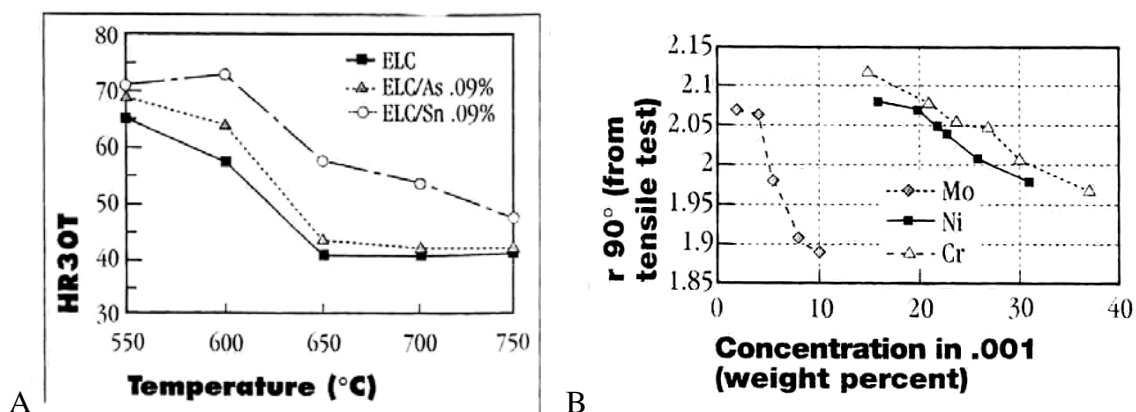 80
70
60
50
40
30
550 600 650 700 750
HR30T
Temperature (°C)
ELC
ELC/As .09%
ELC/Sn .09%
A
2.15
2.1
2.05
2
1.95
1.9
1.85
0 10 20 30 40
r 90° (from
tensile test)
Mo
Ni
Cr
Concentration in .001
(weight percent)
B